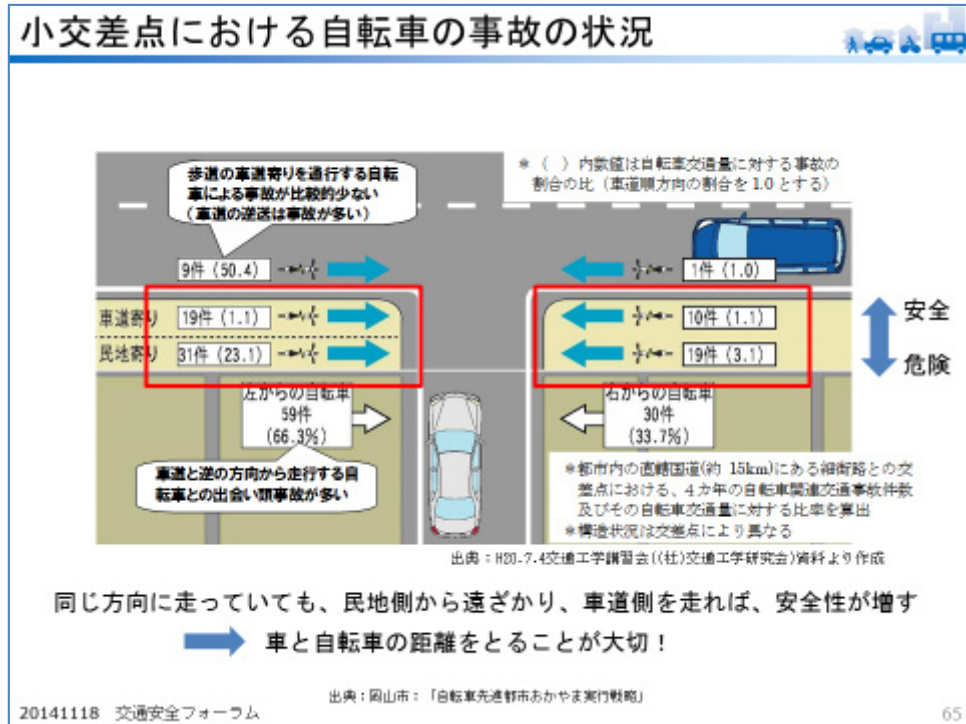 小交差点における自転車の事故の状況
歩道の車道寄りを通行する自転
車による事故が比較的少ない
(車道の逆送は事故が多い)
*( )内数値は自転車交通量に対する事故の
割合の比(車道順方向の割合を1.0とする)
9件(50.4)
1件(1.0)
車道寄り
19件(1.1)
10件(1.1)
安全
民地寄り
31件(23.1)
19件(3.1)
危険
左からの自転車
59件
(66.3%)
右からの自転車
30件
(33.7%)
車道と逆の方向から走行する自
転車との出会い頭事故が多い
*都市内の直轄国道(約 15km)にある細街路との交
差点における、4カ年の自転車関連交通事故件数
及びその自転車交通量に対する比率を算出
*構造状況は交差点により異なる
出典:H20.7.4交通工学講習会((社)交通工学研究会)資料より作成
同じ方向に走っていても、民地側から遠ざかり、車道側を走れば、安全性が増す
車と自転車の距離をとることが大切!
出典:岡山市:「自転車先進都市おかやま実行戦略」
20141118 交通安全フォーラム
65